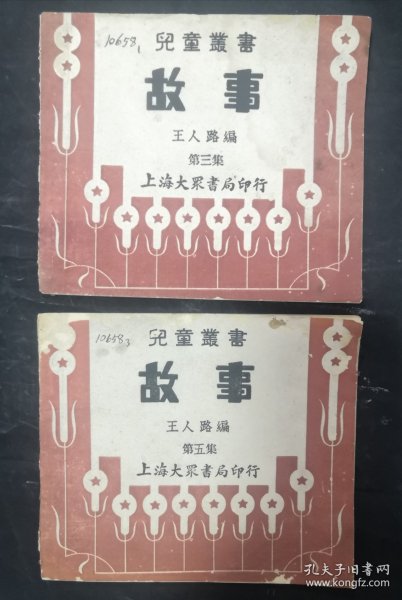 10658₁
兒童叢書
故事
王人路編
第三集
上海大眾書局印行
10658₃
兒童叢書
故事
王人路編
第五集
上海大眾書局印行
孔夫子旧书网
www.kongfz.com